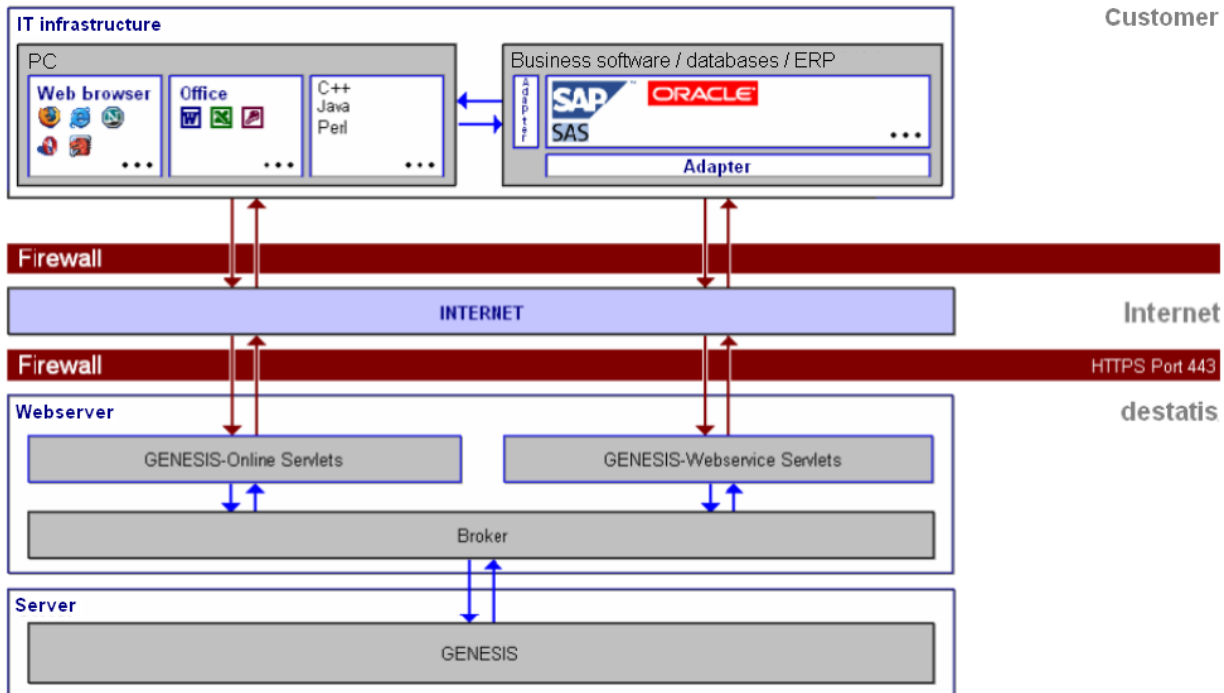 Customer
IT infrastructure
PC
Web browser
...
Office
...
C++
Java
Perl
...
Business software / databases / ERP
Adapter
SAP™
ORACLE
SAS
...
Adapter
Firewall
INTERNET
Internet
Firewall
HTTPS Port 443
destatis
Webserver
GENESIS-Online Servlets
GENESIS-Webservice Servlets
Broker
Server
GENESIS